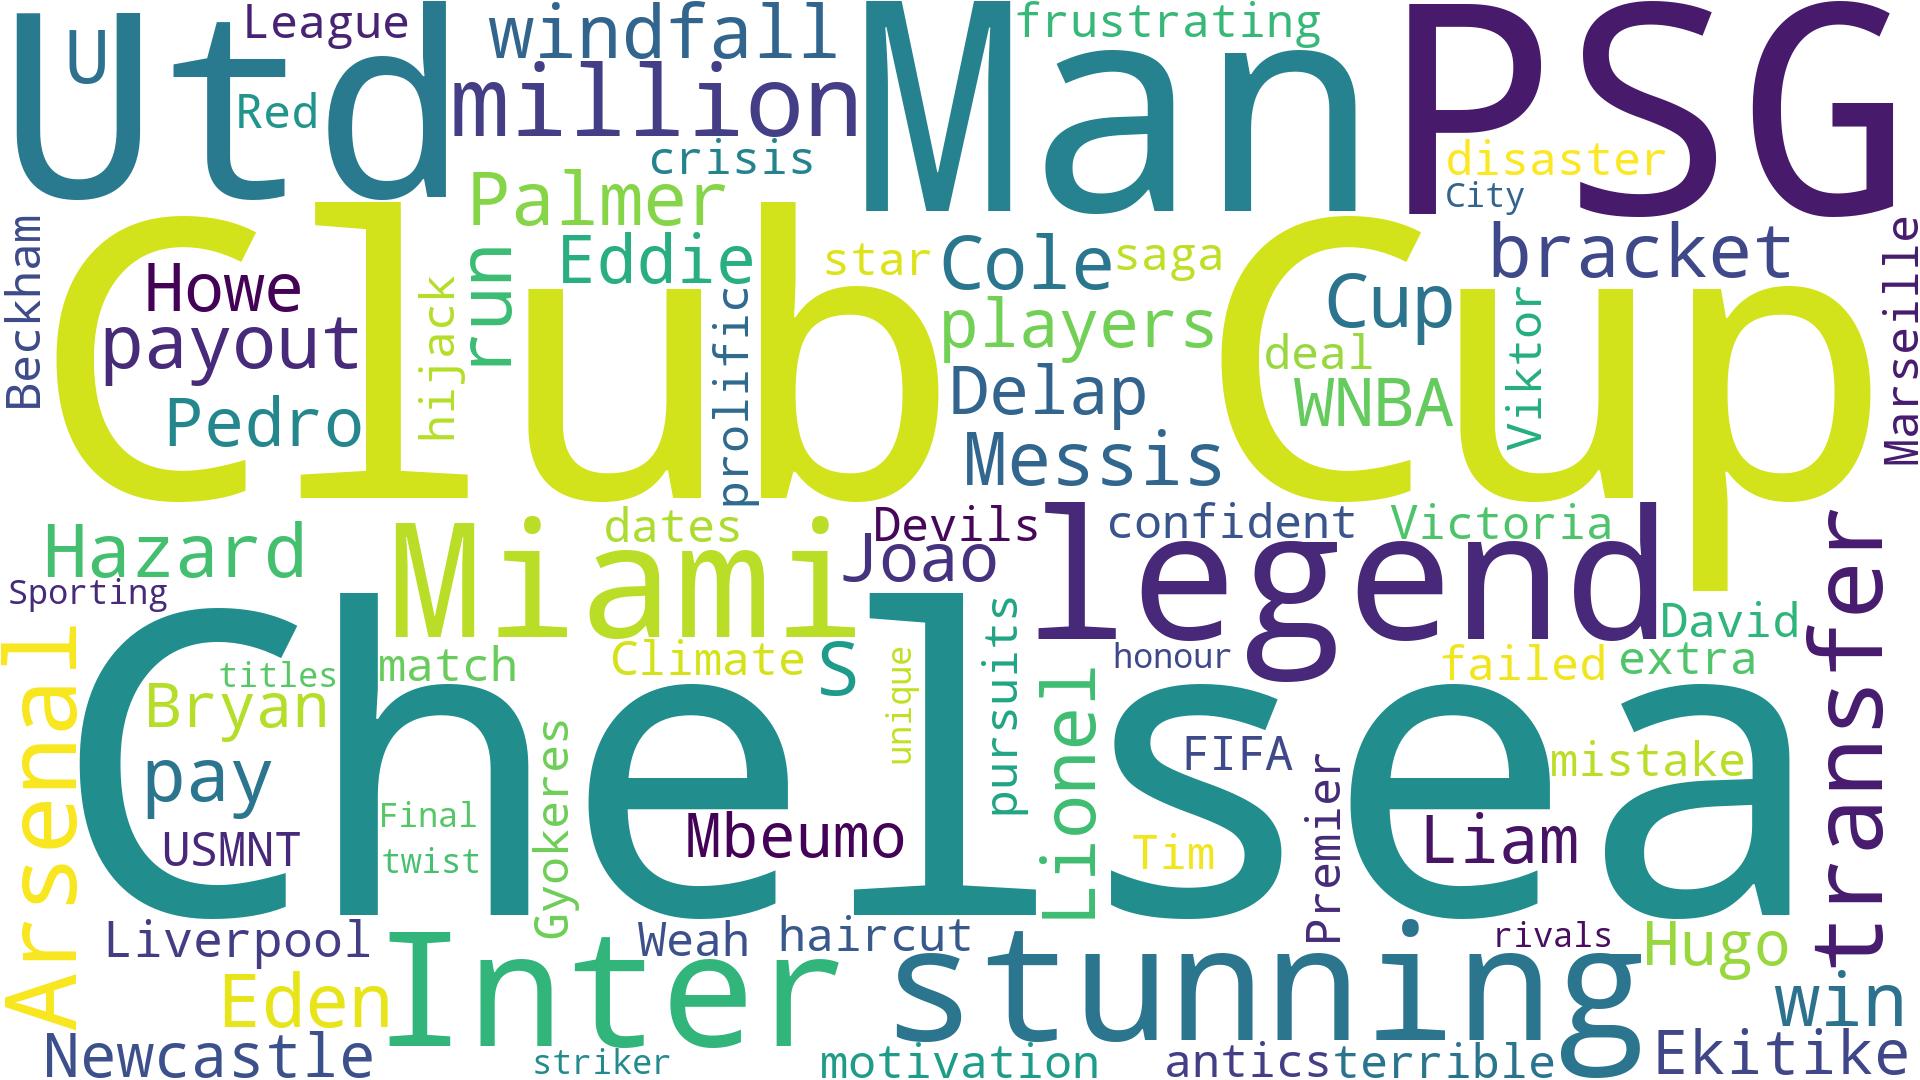 Utd
U
League
Red
windfall
million
crisis
Man
frustrating
PSG
disaster
City
Palmer
Eddie
Beckham
Howe
payout
Pedro
hijack
run
Club
prolific
star
Cole
saga
players
Delap
Messis
Cup
bracket
Cup
deal
WNBA
Viktor
Marseille
Hazard
Sporting
Miami
dates
Devils
Joao
confident
Victoria
legend
David
transfer
Arsenal
titles
Bryan
match
Climate
S
unique
pursuits
Lionel
honour
failed
extra
Chelsea
pay
USMNT
Final
twist
Gyokeres
Mbeumo
FIFA
mistake
Tim
Premier
Liam
Liverpool
Weah
haircut
rivals
Hugo
Eden
Inter
stunning
win
Newcastle
striker
motivation
antics
terrible
Ekitike